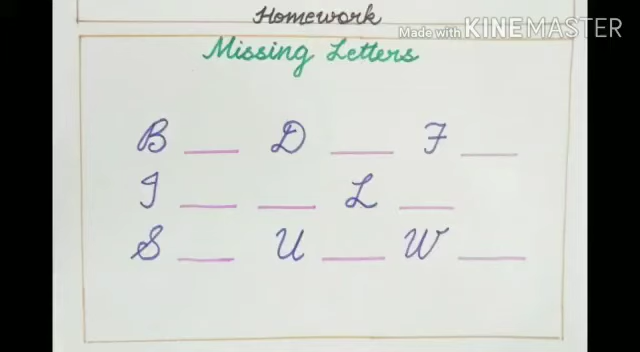 Homework
Made with KINEMASTER
Missing Letters
B ___ D ___ F ___
I ___ ___ L ___
S ___ U ___ W ___